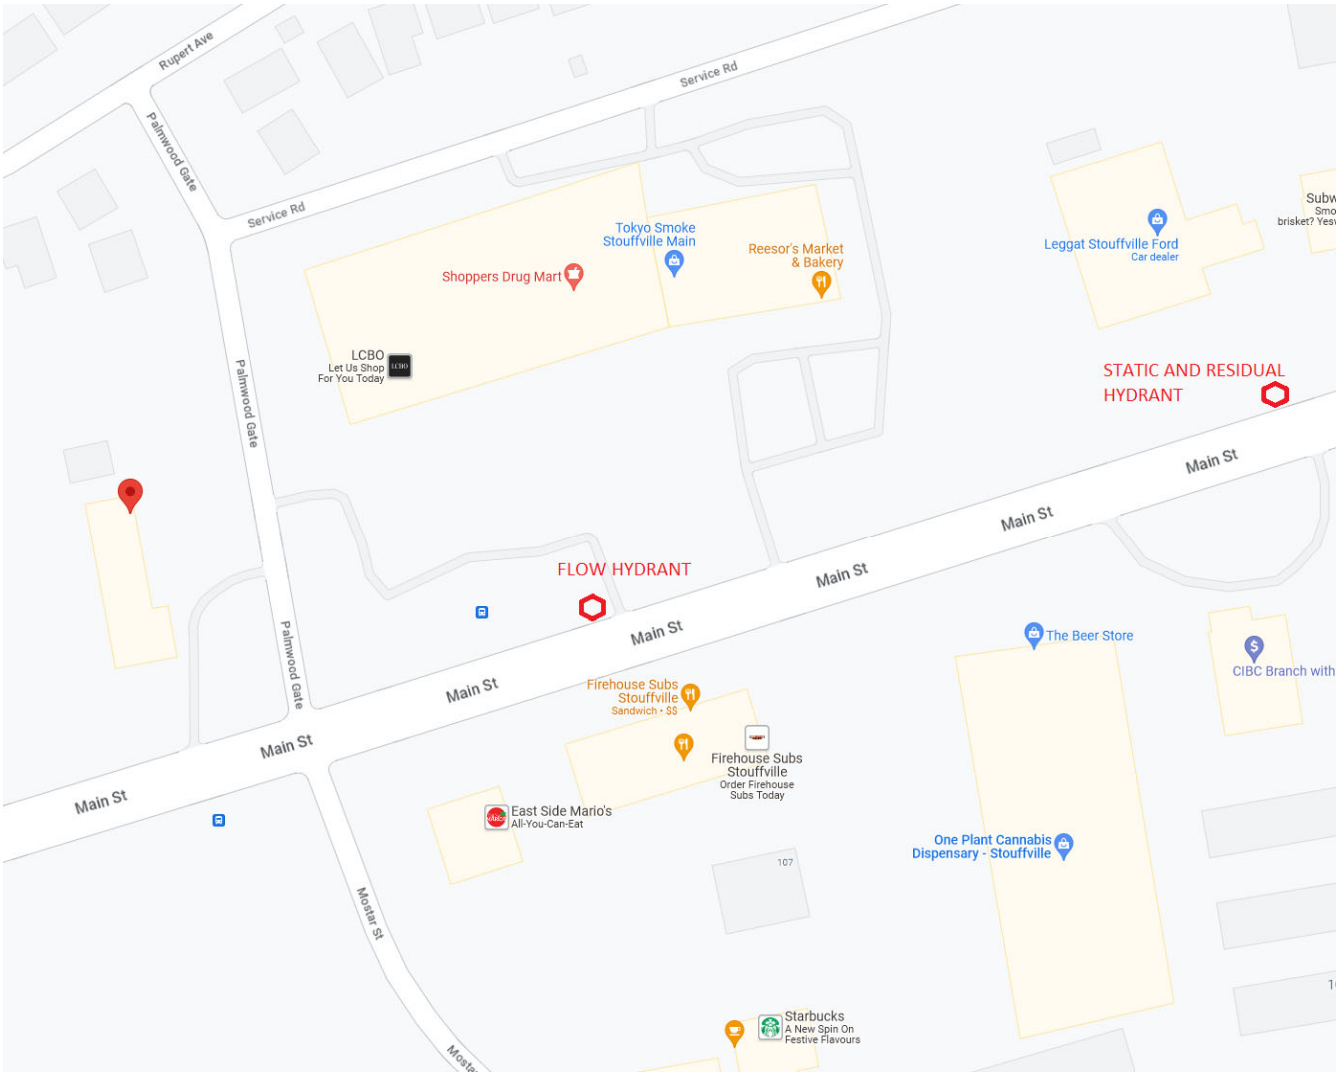 Rupert Ave
Service Rd
Palmwood Gate
Service Rd
Subw
Smo
brisket? Yesv
Tokyo Smoke
Stouffville Main
Reesor's Market
& Bakery
Leggat Stouffville Ford
Car dealer
Shoppers Drug Mart
LCBO
Let Us Shop
For You Today
LCBO
STATIC AND RESIDUAL
HYDRANT
Palmwood Gate
Main St
Main St
FLOW HYDRANT
Main St
Main St
The Beer Store
CIBC Branch with
Palmwood Gate
Main St
Firehouse Subs
Stouffville
Sandwich • $$
Main St
Firehouse Subs
Stouffville
Order Firehouse
Subs Today
Main St
East Side Mario's
All-You-Can-Eat
One Plant Cannabis
Dispensary - Stouffville
107
Mostar St
1
Starbucks
A New Spin On
Festive Flavours
Mosta